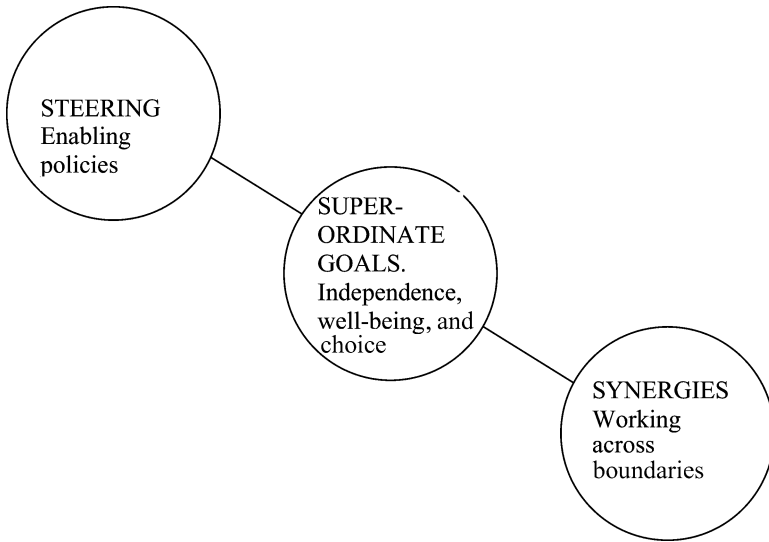 STEERING
Enabling
policies
SUPER-
ORDINATE
GOALS.
Independence,
well-being, and
choice
SYNERGIES
Working
across
boundaries